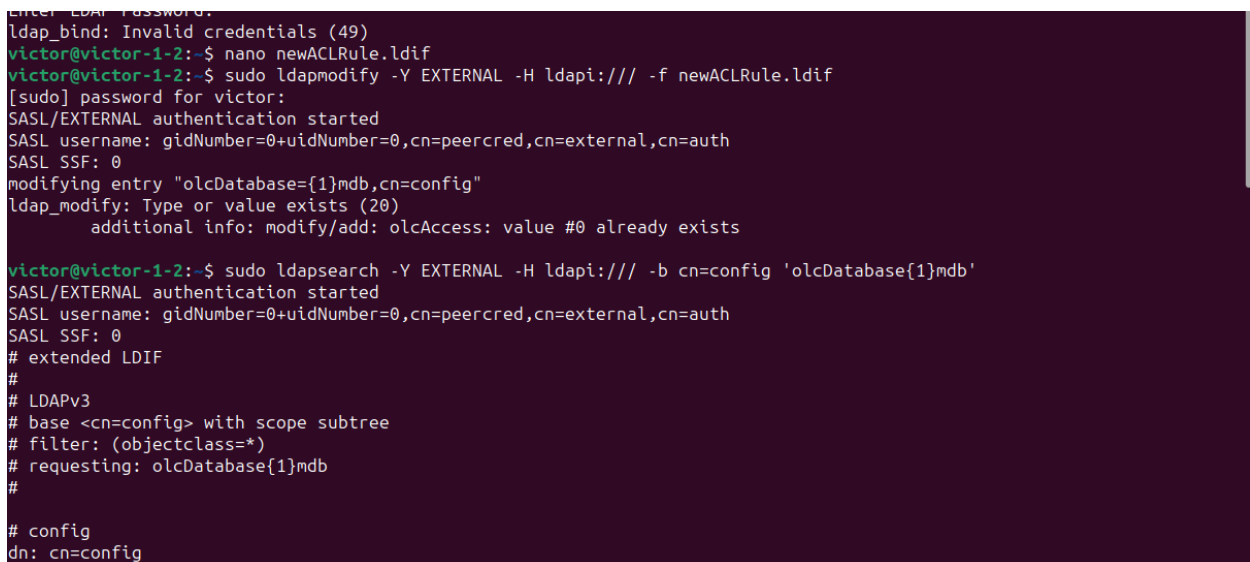 Enter LDAP Password:
ldap_bind: Invalid credentials (49)
victor@victor-1-2:~$ nano newACLRule.ldif
victor@victor-1-2:~$ sudo ldapmodify -Y EXTERNAL -H ldapi:/// -f newACLRule.ldif
[sudo] password for victor:
SASL/EXTERNAL authentication started
SASL username: gidNumber=0+uidNumber=0,cn=peercred,cn=external,cn=auth
SASL SSF: 0
modifying entry "olcDatabase={1}mdb,cn=config"
ldap_modify: Type or value exists (20)
        additional info: modify/add: olcAccess: value #0 already exists
victor@victor-1-2:~$ sudo ldapsearch -Y EXTERNAL -H ldapi:/// -b cn=config 'olcDatabase{1}mdb'
SASL/EXTERNAL authentication started
SASL username: gidNumber=0+uidNumber=0,cn=peercred,cn=external,cn=auth
SASL SSF: 0
# extended LDIF
#
# LDAPv3
# base <cn=config> with scope subtree
# filter: (objectclass=*)
# requesting: olcDatabase{1}mdb
#
# config
dn: cn=config